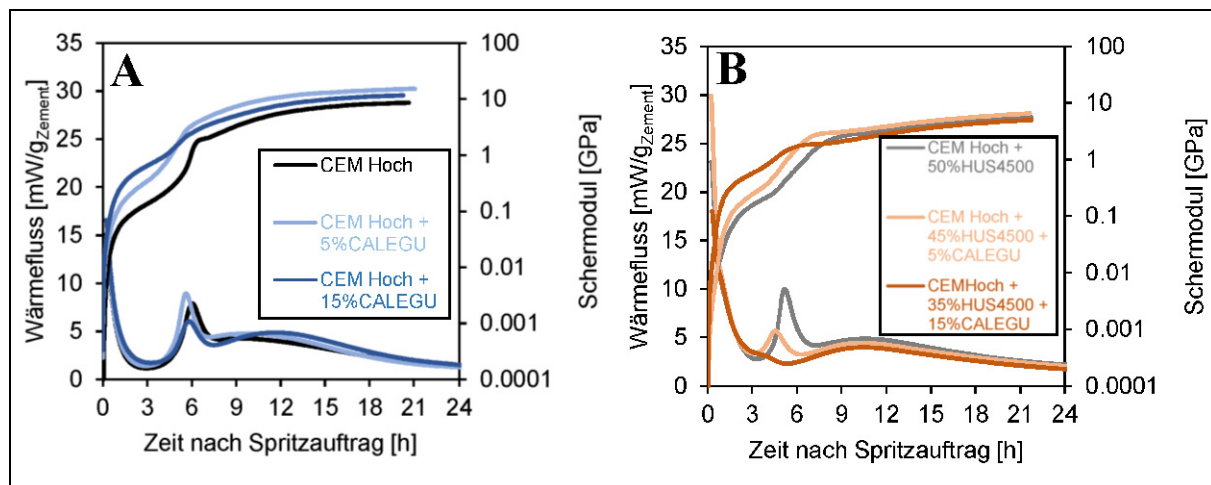 A
35
30
25
20
15
10
5
0
Wärmefluss [mW/gZement]
100
10
1
0.1
0.01
0.001
0.0001
Schermodul [GPa]
CEM Hoch
CEM Hoch +
5%CALEGU
CEM Hoch +
15%CALEGU
0 3 6 9 12 15 18 21 24
Zeit nach Spritzauftrag [h]
B
35
30
25
20
15
10
5
0
Wärmefluss [mW/gZement]
100
10
1
0.1
0.01
0.001
0.0001
Schermodul [GPa]
CEM Hoch +
50%HUS4500
CEM Hoch +
45%HUS4500 +
5%CALEGU
CEMHoch +
35%HUS4500 +
15%CALEGU
0 3 6 9 12 15 18 21 24
Zeit nach Spritzauftrag [h]